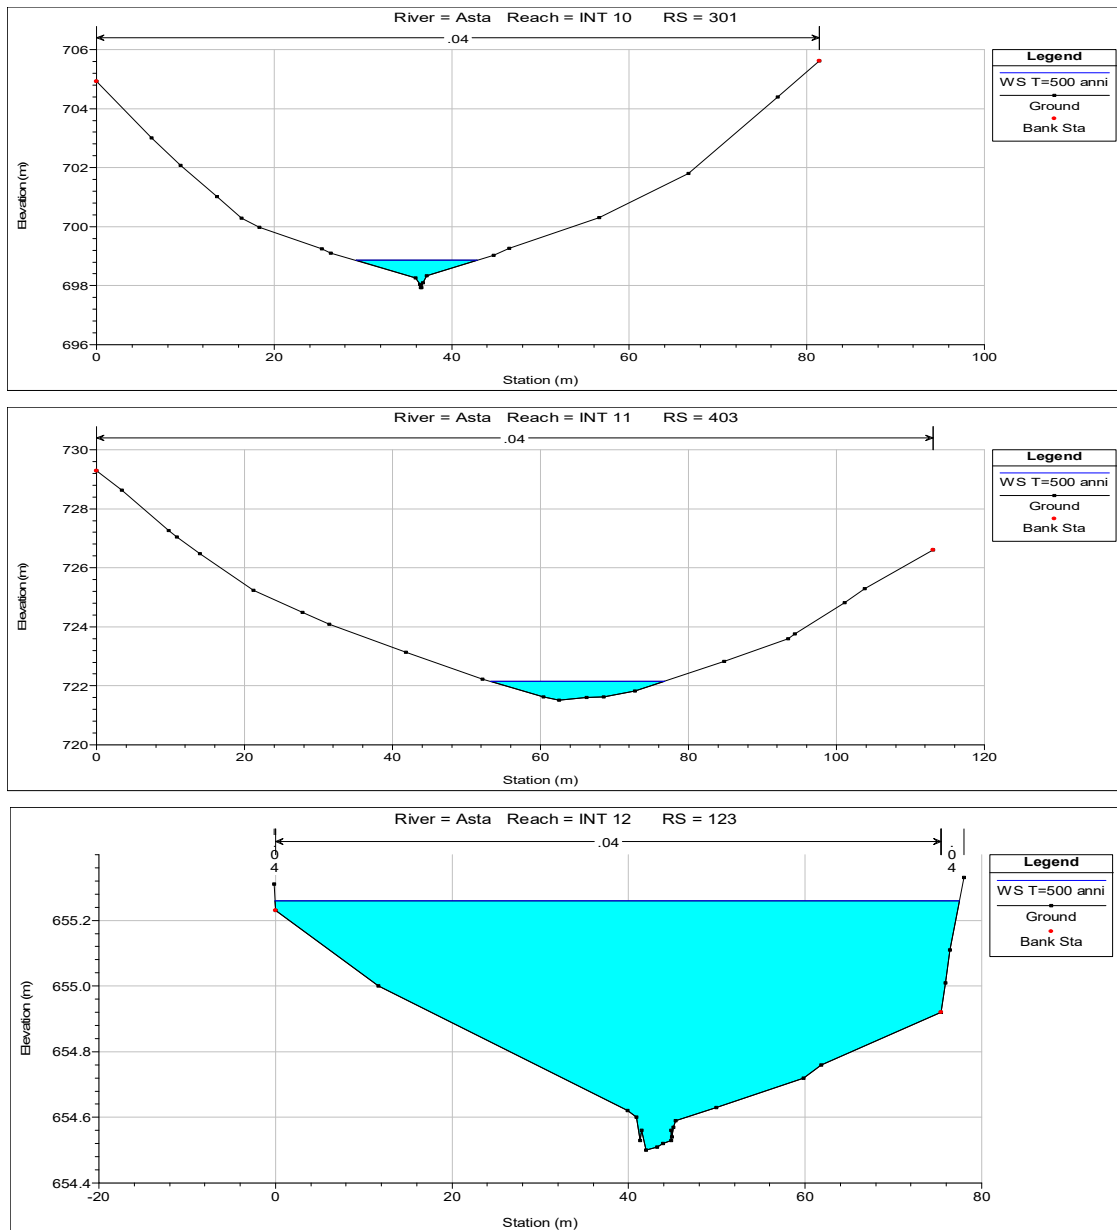 River = Asta Reach = INT 10 RS = 301
.04
706
704
702
700
698
696
Elevation (m)
0 20 40 60 80 100
Station (m)
Legend
WS T=500 anni
Ground
Bank Sta
River = Asta Reach = INT 11 RS = 403
.04
730
728
726
724
722
720
Elevation (m)
0 20 40 60 80 100 120
Station (m)
Legend
WS T=500 anni
Ground
Bank Sta
River = Asta Reach = INT 12 RS = 123
.04 .04 .04
655.2
655.0
654.8
654.6
654.4
Elevation (m)
-20 0 20 40 60 80
Station (m)
Legend
WS T=500 anni
Ground
Bank Sta